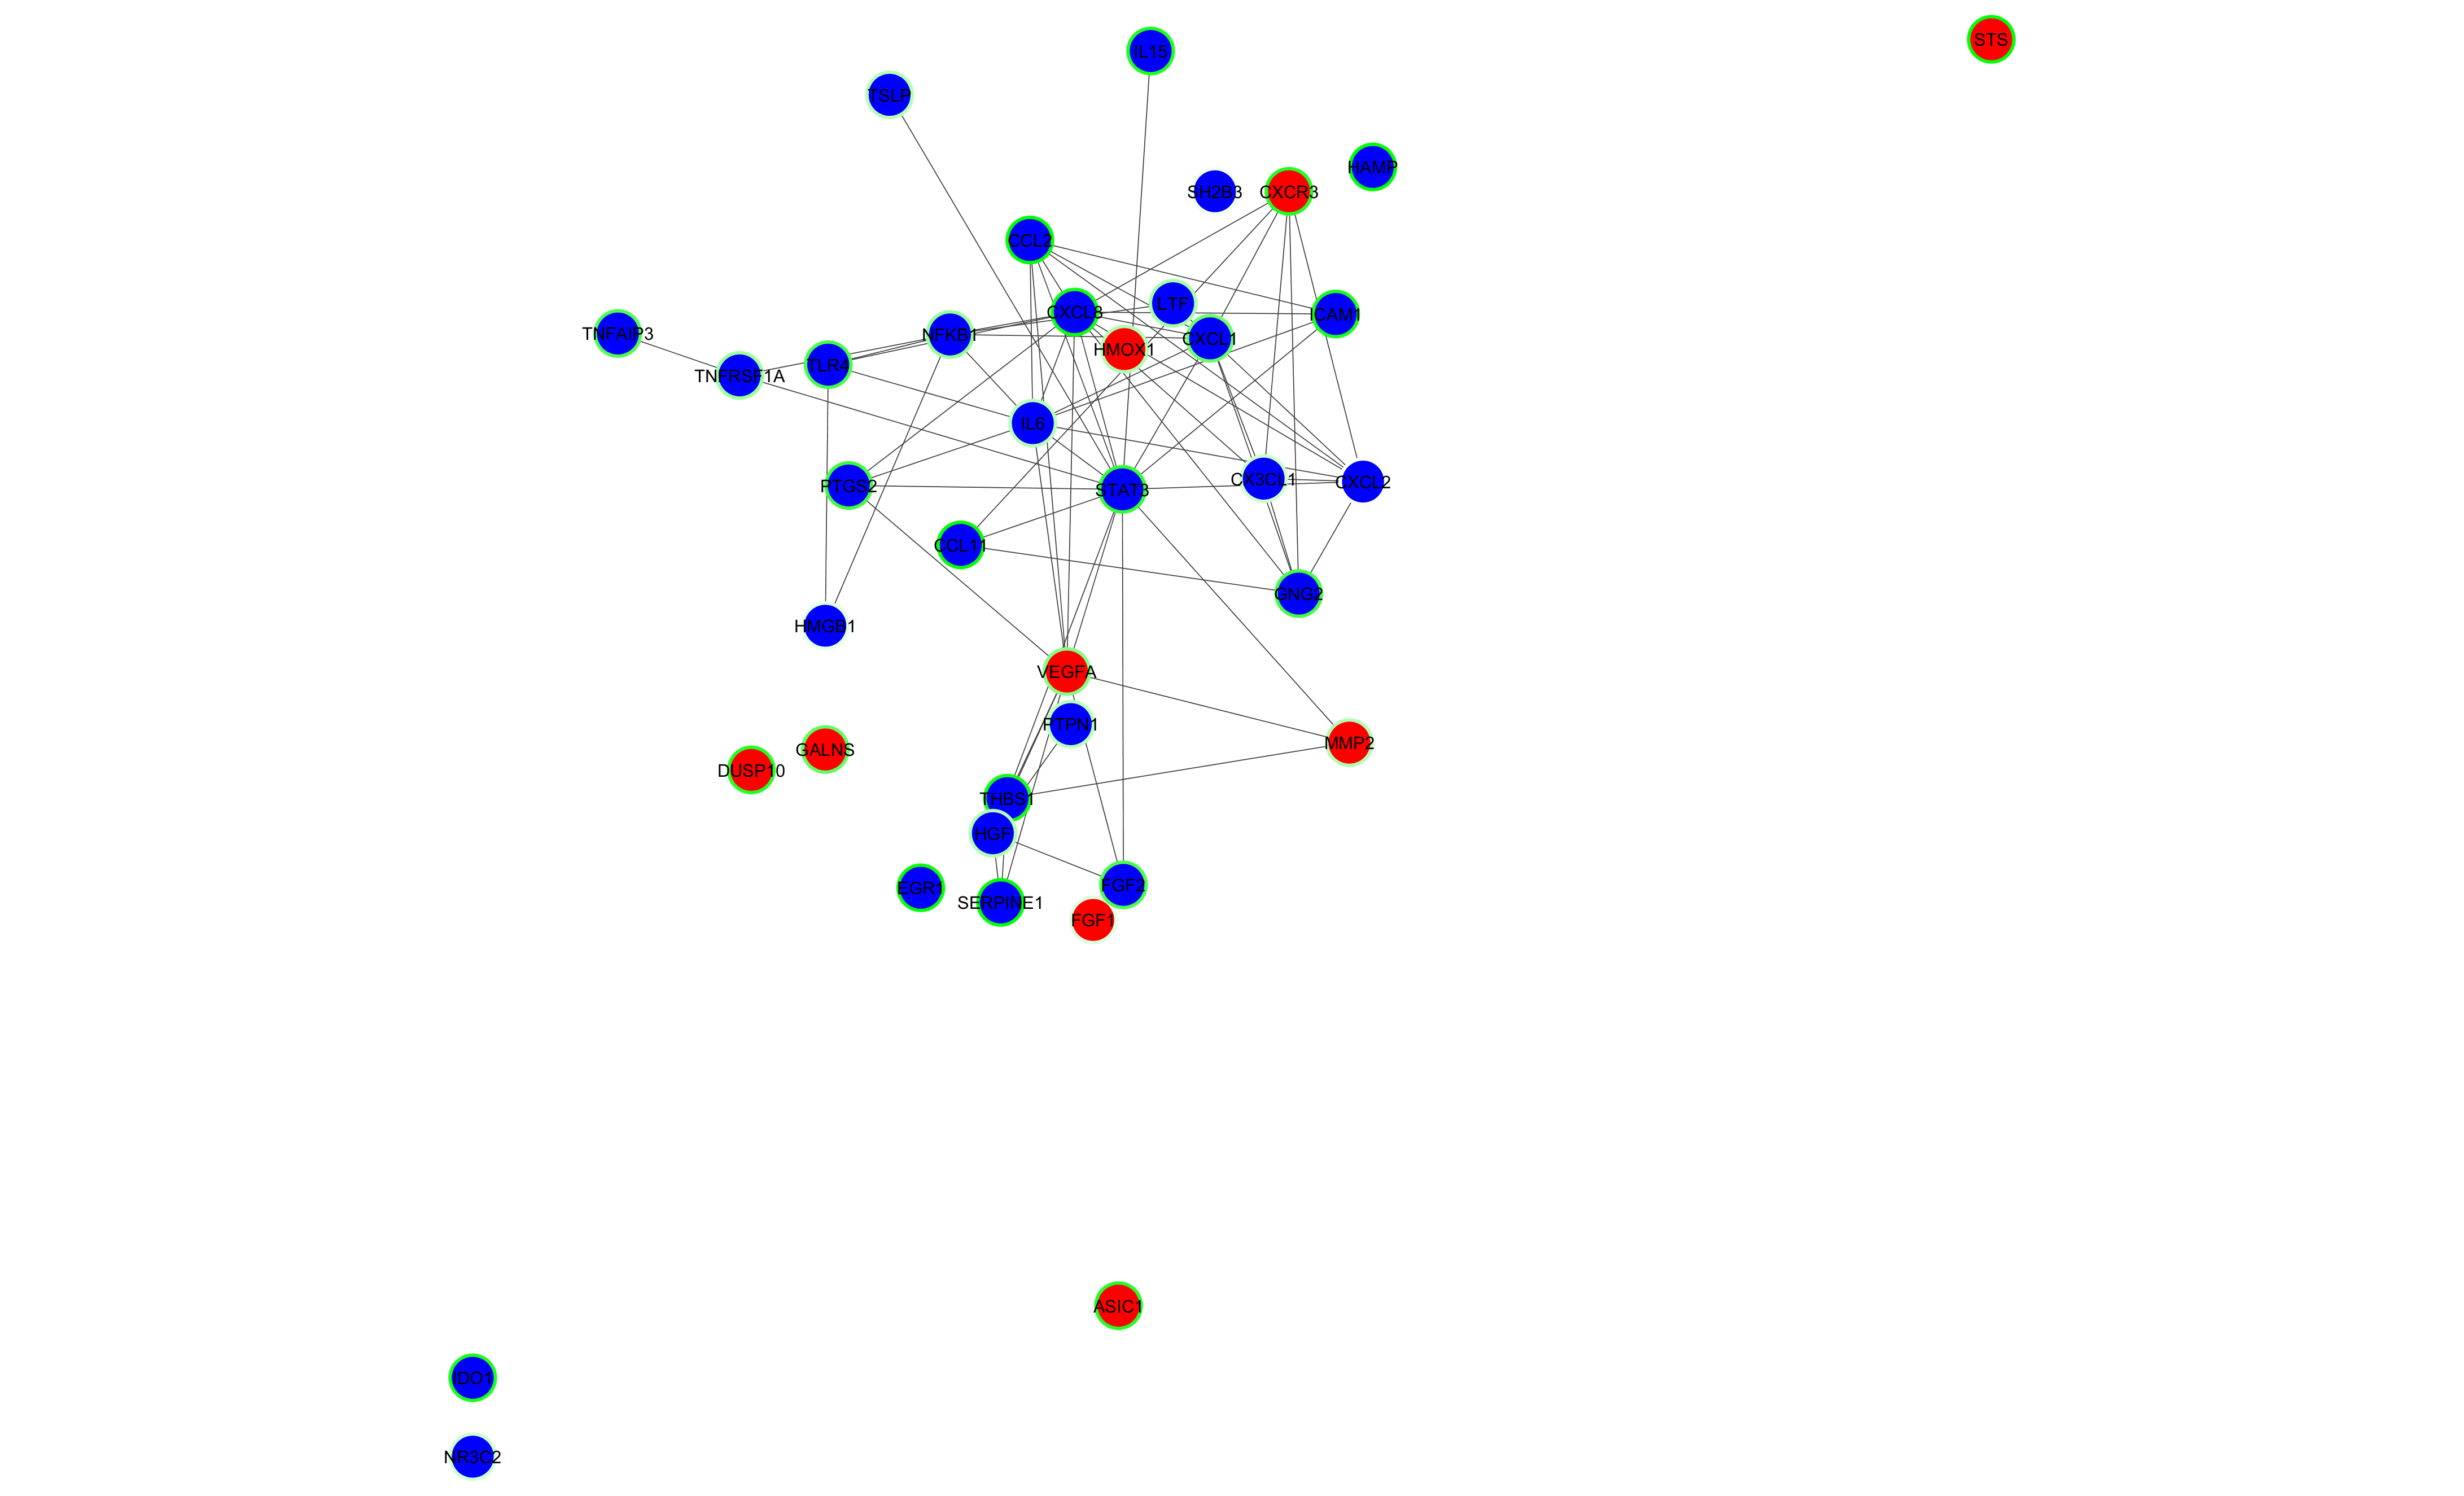 STS
IL15
TSLP
HAMP
SH2B3
CXCR3
CCL2
LTF
CXCL8
ICAM1
TNFAIP3
NFKB1
CXCL1
HMOX1
TLR4
TNFRSF1A
IL6
CX3CL1
CXCL2
PTGS2
STAT3
CCL11
GNG2
HMGB1
VEGFA
PTPN1
MMP2
GALNS
DUSP10
THBS1
HGF
FGF2
EGR1
SERPINE1
FGF1
ASIC1
IDO1
NR3C2